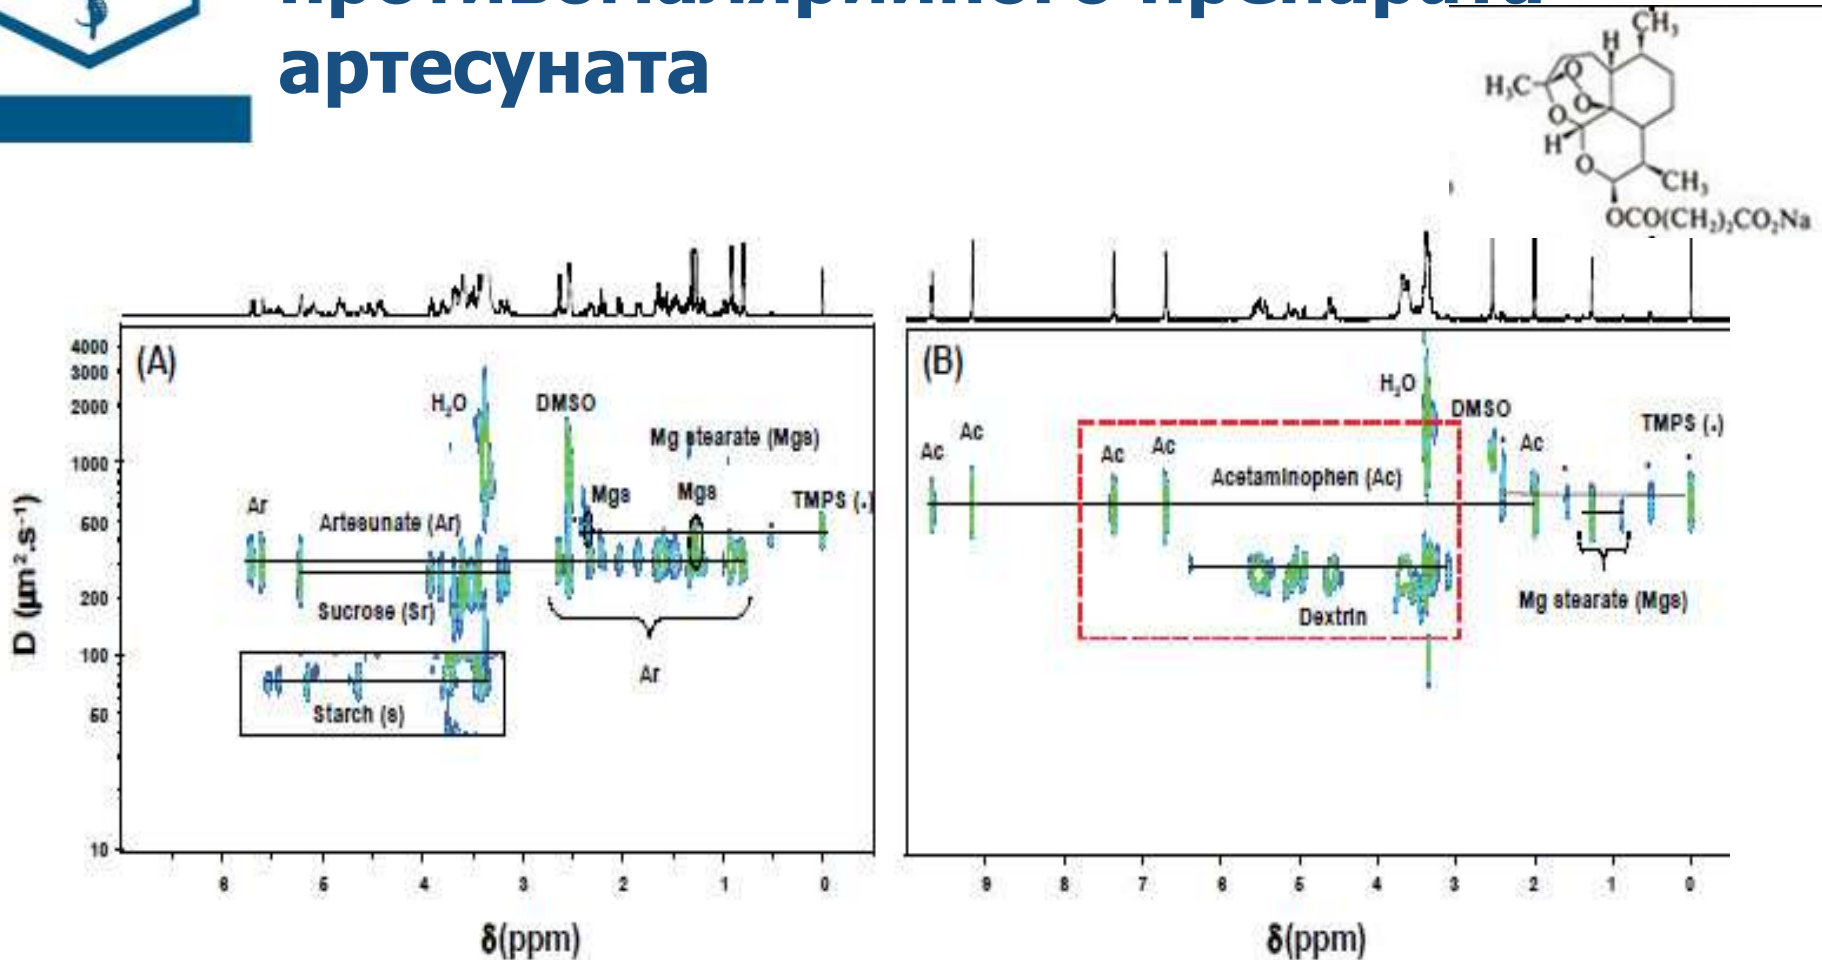 противомалярийного препарата
артесуната
CH₃
H
H₃C
O
O
O
H
O
CH₃
OCO(CH₂)₂CO₂Na
(A)
4000
3000
2000
1000
600
200
100
60
10
D (µm².s⁻¹)
H₂O
DMSO
Mg stearate (Mgs)
Ar
Artesunate (Ar)
Mgs
Mgs
TMPS (.)
Sucrose (Sr)
Ar
Starch (s)
6
5
4
3
2
1
0
δ(ppm)
(B)
H₂O
DMSO
TMPS (.)
Ac
Ac
Ac
Ac
Ac
Acetaminophen (Ac)
Dextrin
Mg stearate (Mgs)
9
8
7
6
5
4
3
2
1
0
δ(ppm)